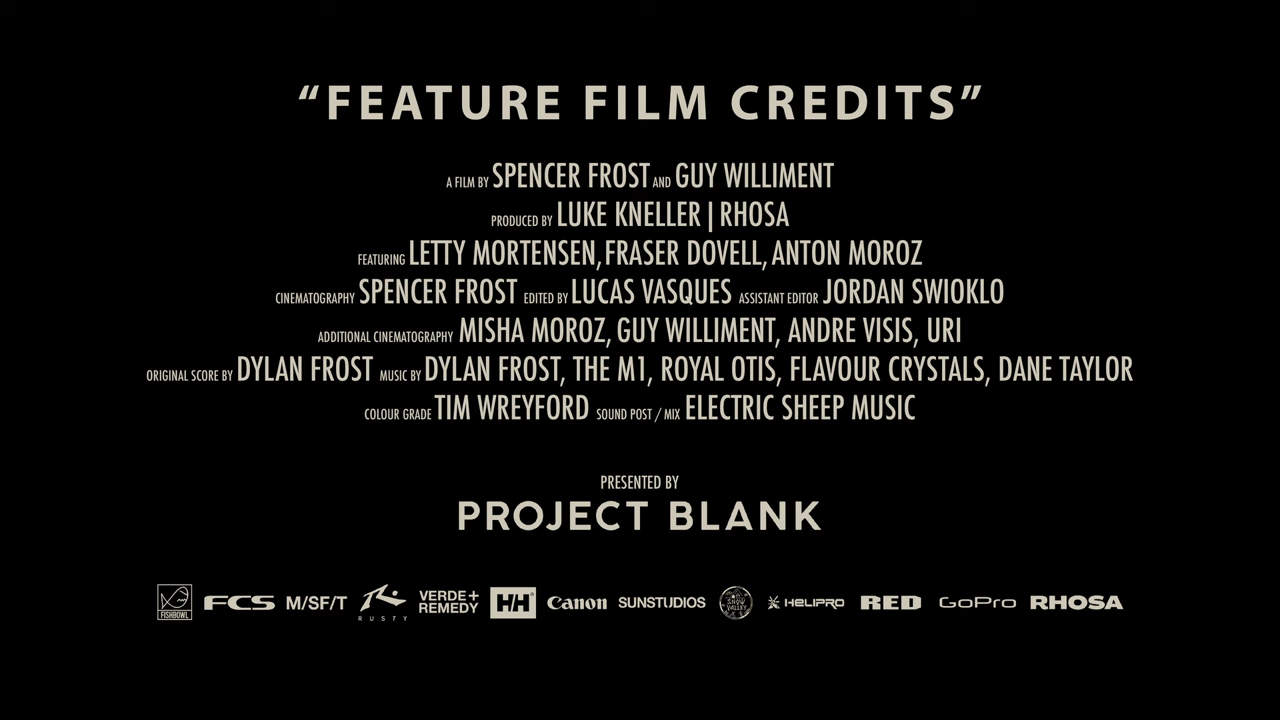 “FEATURE FILM CREDITS”
A FILM BY SPENCER FROST AND GUY WILLIMENT
PRODUCED BY LUKE KNELLER | RHOSA
FEATURING LETTY MORTENSEN, FRASER DOVELL, ANTON MOROZ
CINEMATOGRAPHY SPENCER FROST EDITED BY LUCAS VASQUES ASSISTANT EDITOR JORDAN SWIOKLO
ADDITIONAL CINEMATOGRAPHY MISHA MOROZ, GUY WILLIMENT, ANDRE VISIS, URI
ORIGINAL SCORE BY DYLAN FROST MUSIC BY DYLAN FROST, THE M1, ROYAL OTIS, FLAVOUR CRYSTALS, DANE TAYLOR
COLOUR GRADE TIM WREYFORD SOUND POST / MIX ELECTRIC SHEEP MUSIC
PRESENTED BY
PROJECT BLANK
FISHBOWL FCS M/SF/T RUSTY VERDE+ REMEDY H/H Canon SUNSTUDIOS SNOW VALLEY HELIPRO RED GoPro RHOSA